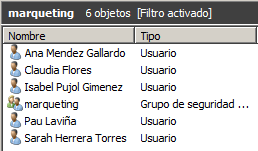 marqueting 6 objetos [Filtro activado]
Nombre Tipo
Ana Mendez Gallardo Usuario
Claudia Flores Usuario
Isabel Pujol Gimenez Usuario
marqueting Grupo de seguridad ...
Pau Laviña Usuario
Sarah Herrera Torres Usuario